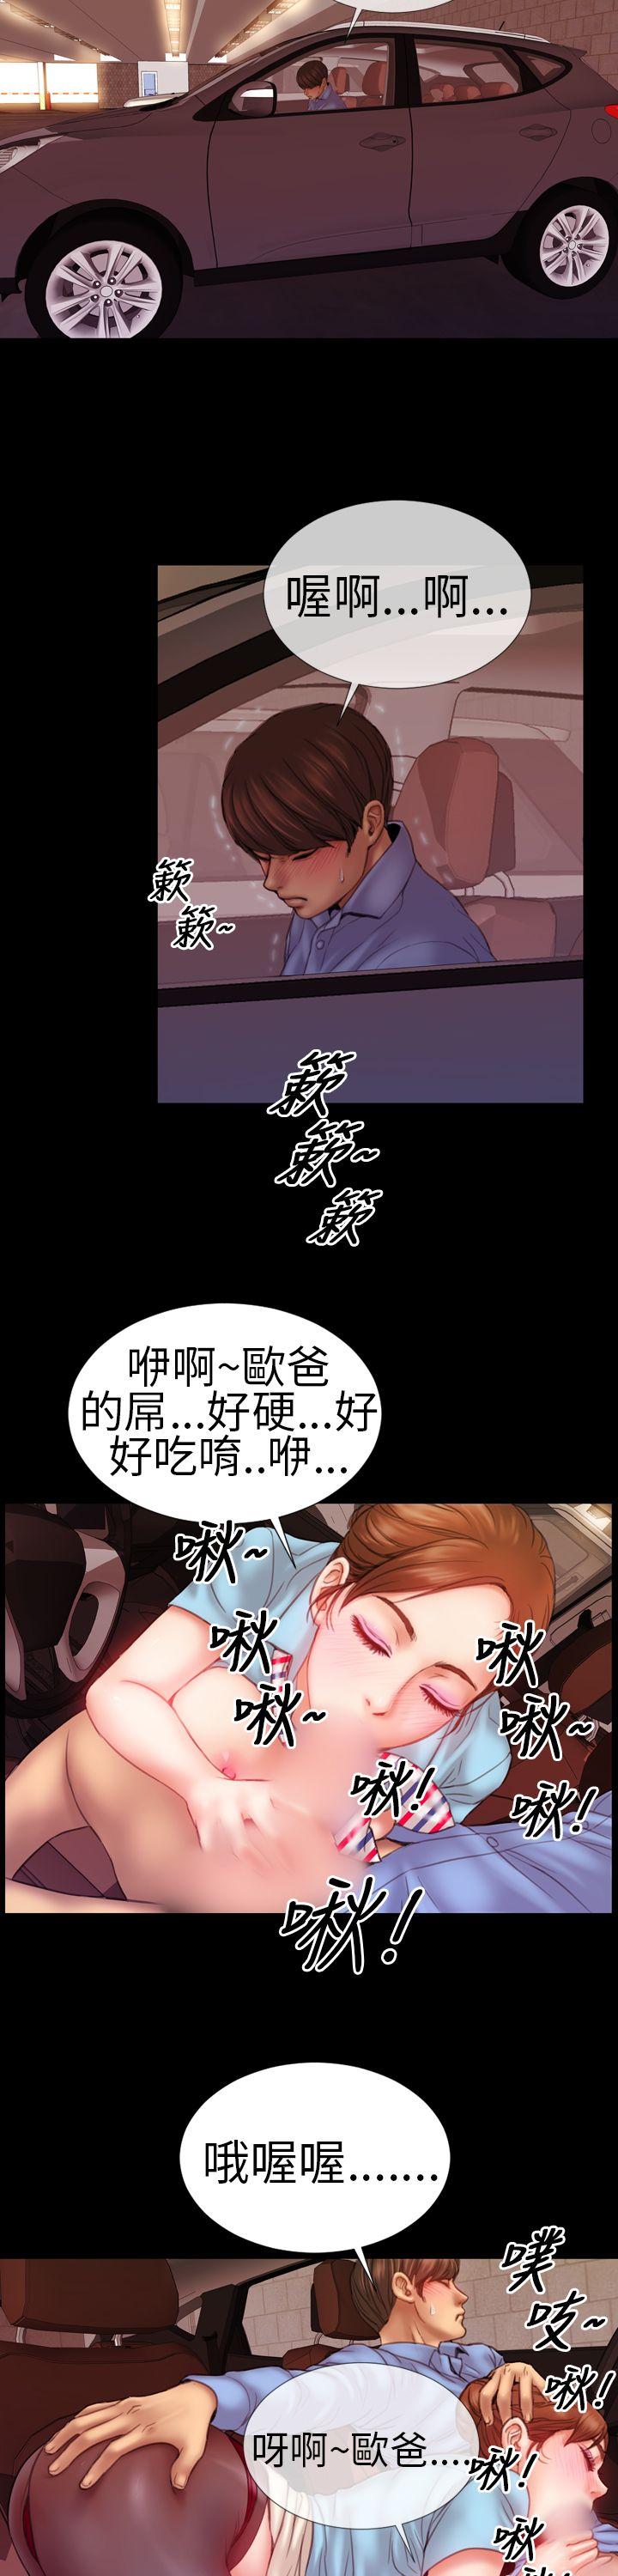 喔啊...啊...
簌
簌~
簌
簌~
簌
咿啊~歐爸
的屌...好硬...好
好吃唷..咿...
啾~
啾
啾~
啾
啾~
啾!
啾!
啾!
哦喔喔.......
噗
吱~
啾!
呀啊~歐爸....
啾!
啾
啾